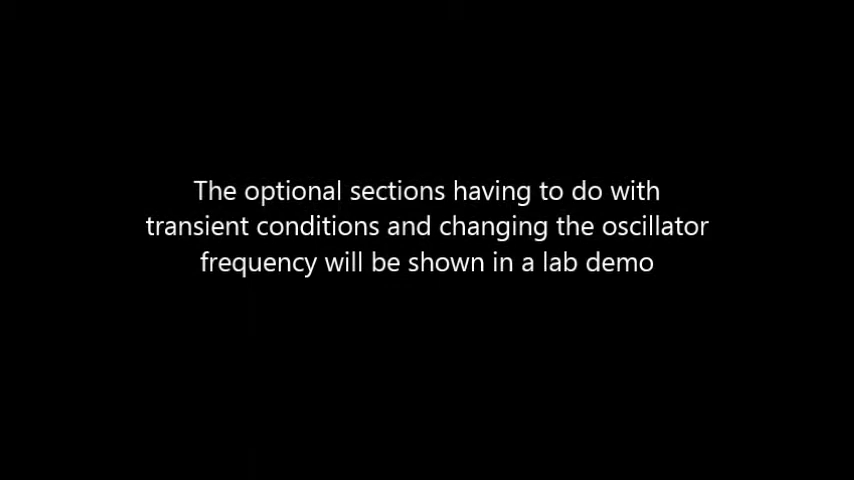 The optional sections having to do with
transient conditions and changing the oscillator
frequency will be shown in a lab demo